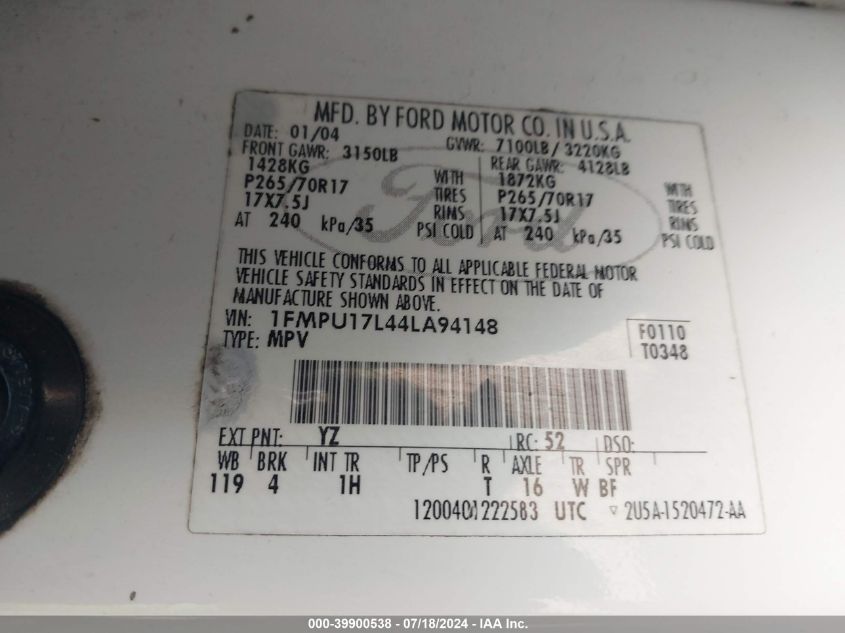 MFD. BY FORD MOTOR CO. IN U.S.A.
DATE: 01/04 GVWR: 7100LB / 3220KG
FRONT GAWR: 3150LB REAR GAWR: 4128LB
1428KG WITH 1872KG WITH
P265/70R17 TIRES P265/70R17 TIRES
17X7.5J RIMS 17X7.5J RIMS
AT 240 kPa/35 PSI COLD AT 240 kPa/35 PSI COLD
Ford
THIS VEHICLE CONFORMS TO ALL APPLICABLE FEDERAL MOTOR
VEHICLE SAFETY STANDARDS IN EFFECT ON THE DATE OF
MANUFACTURE SHOWN ABOVE.
VIN: 1FMPU17L44LA94148 F0110
TYPE: MPV T0348
EXT PNT: YZ RC: 52 DSO:
WB BRK INT TR TP/PS R AXLE TR SPR
119 4 1H T 16 W BF
1200401222583 UTC ▽ 2U5A-1520472-AA
000-39900538 - 07/18/2024 - IAA Inc.